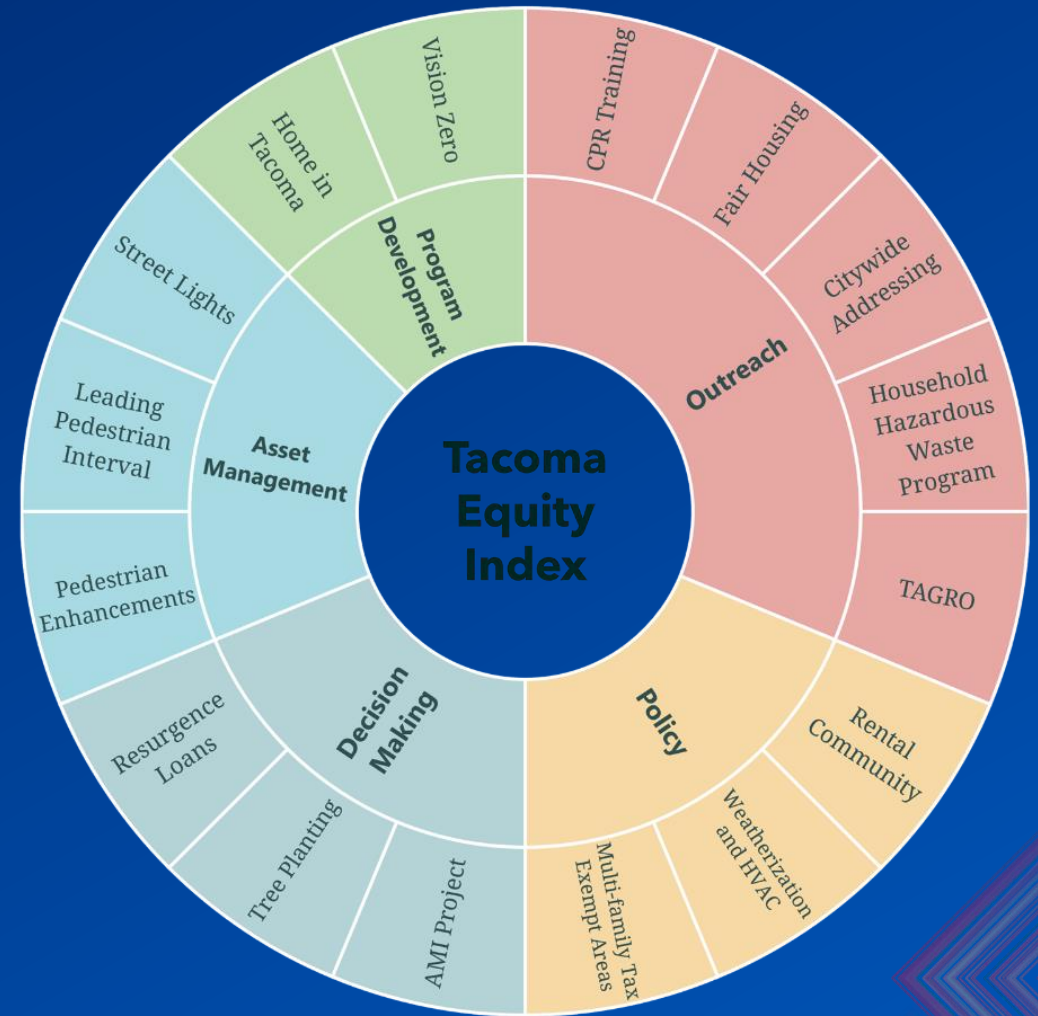 Tacoma
Equity
Index
Outreach
CPR Training
Fair Housing
Citywide
Addressing
Household
Hazardous
Waste
Program
TAGRO
Policy
Rental
Community
Weatherization
and HVAC
Multi-family Tax
Exempt Areas
Decision
Making
AMI Project
Tree Planting
Resurgence
Loans
Asset
Management
Pedestrian
Enhancements
Leading
Pedestrian
Interval
Street Lights
Program
Development
Home in
Tacoma
Vision Zero